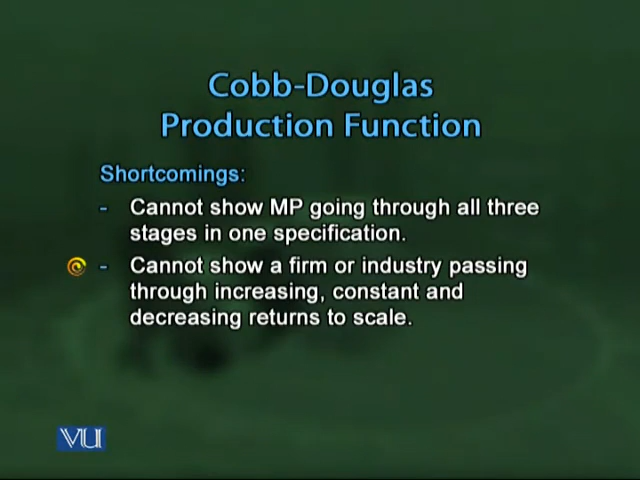 Cobb-Douglas
Production Function
Shortcomings:
- Cannot show MP going through all three
stages in one specification.
- Cannot show a firm or industry passing
through increasing, constant and
decreasing returns to scale.
VU